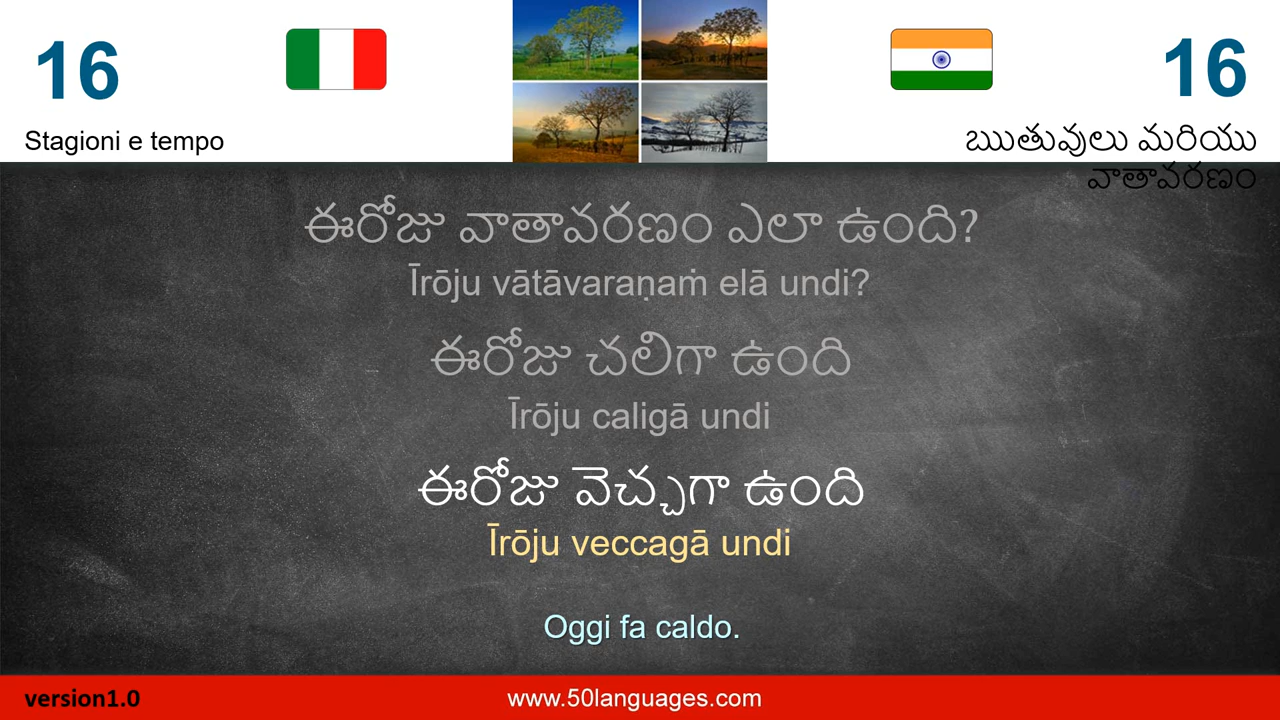 16
16
Stagioni e tempo
ఋతువులు మరియు
వాతావరణం
ఈరోజు వాతావరణం ఎలా ఉంది?
Īrōju vātāvaraṇaṁ elā undi?
ఈరోజు చలిగా ఉంది
Īrōju caligā undi
ఈరోజు వెచ్చగా ఉంది
Īrōju veccagā undi
Oggi fa caldo.
version1.0
www.50languages.com